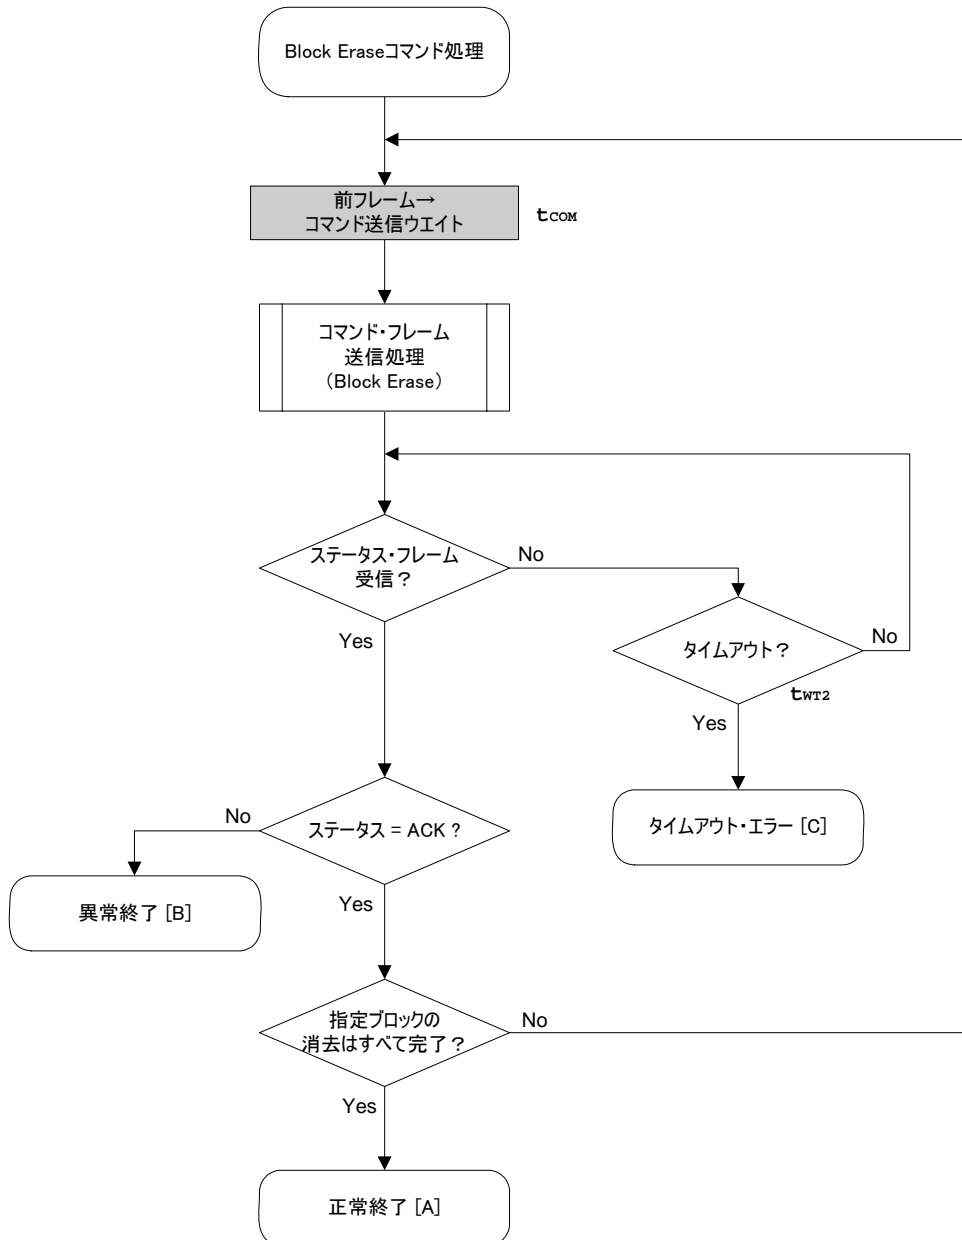 Block Eraseコマンド処理
前フレーム→
コマンド送信ウエイト
tCOM
コマンド・フレーム
送信処理
（Block Erase）
ステータス・フレーム
受信？
No
Yes
タイムアウト？
No
tWT2
Yes
タイムアウト・エラー [C]
ステータス = ACK ?
No
異常終了 [B]
Yes
指定ブロックの
消去はすべて完了？
No
Yes
正常終了 [A]